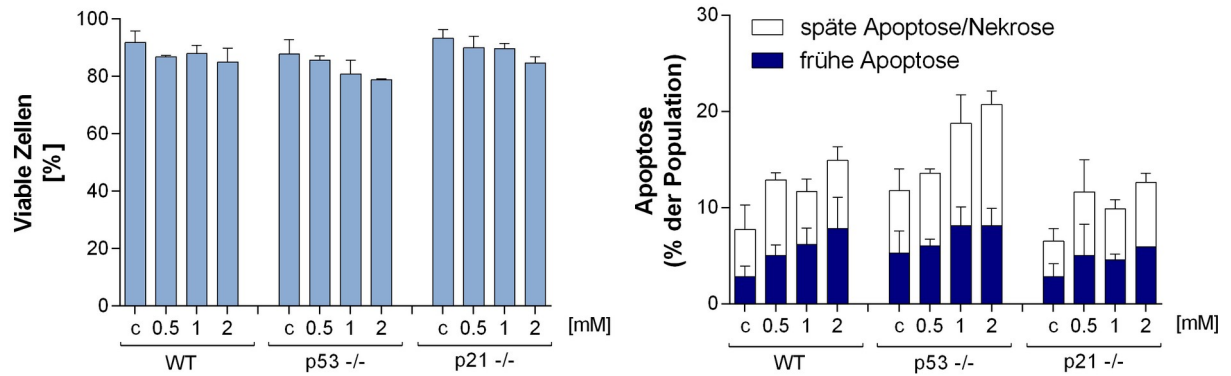 Viable Zellen
[%]
100
80
60
40
20
0
c 0.5 1 2 c 0.5 1 2 c 0.5 1 2 [mM]
WT p53 -/- p21 -/-
späte Apoptose/Nekrose
frühe Apoptose
Apoptose
(% der Population)
30
20
10
0
c 0.5 1 2 c 0.5 1 2 c 0.5 1 2 [mM]
WT p53 -/- p21 -/-